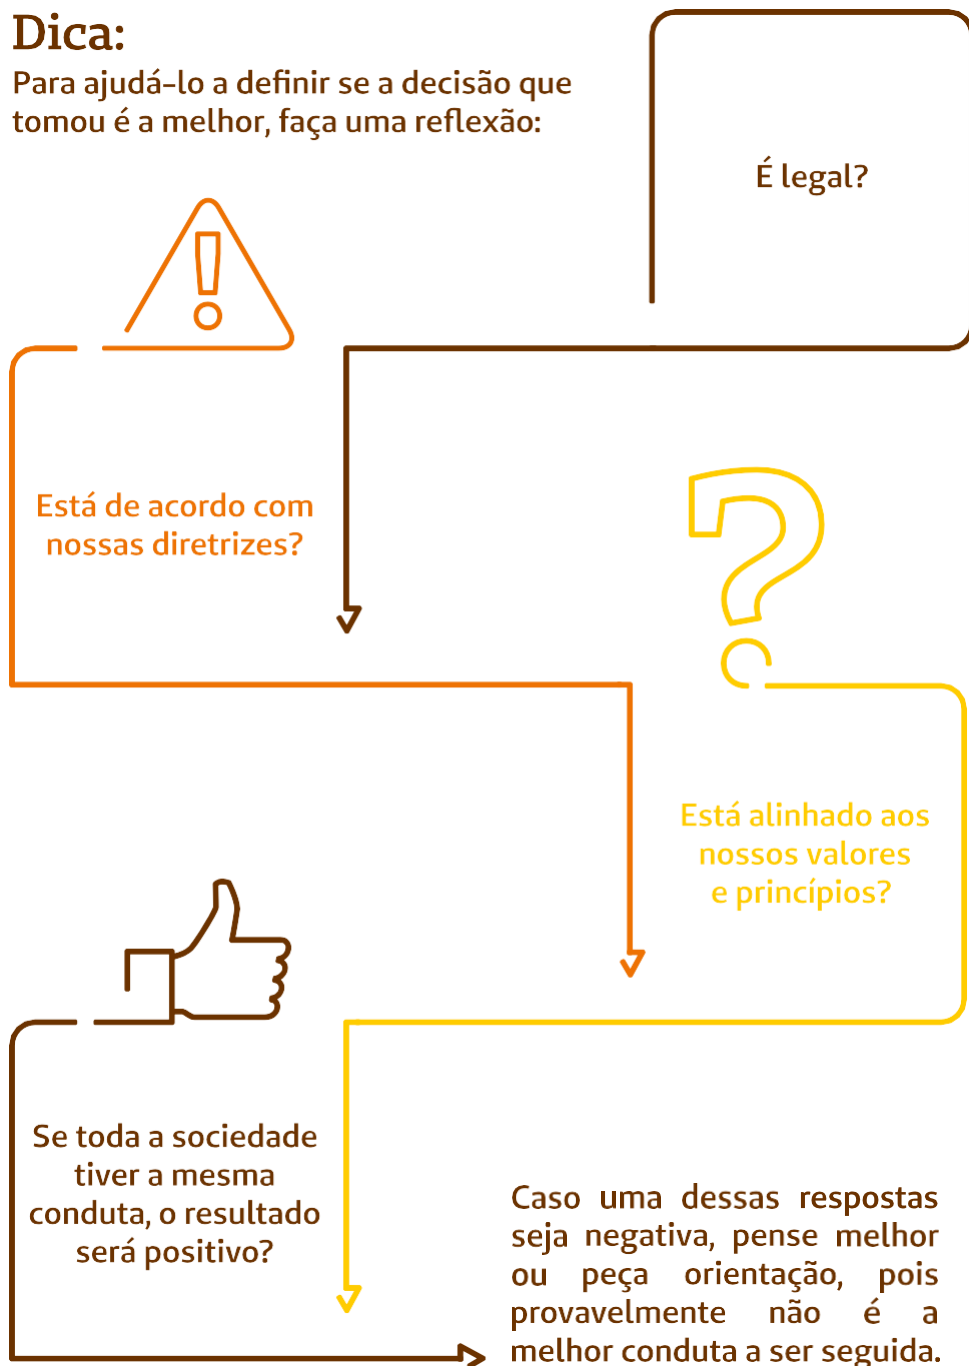 Dica:
Para ajudá-lo a definir se a decisão que
tomou é a melhor, faça uma reflexão:
É legal?
Está de acordo com
nossas diretrizes?
Está alinhado aos
nossos valores
e princípios?
Se toda a sociedade
tiver a mesma
conduta, o resultado
será positivo?
Caso uma dessas respostas
seja negativa, pense melhor
ou peça orientação, pois
provavelmente não é a
melhor conduta a ser seguida.